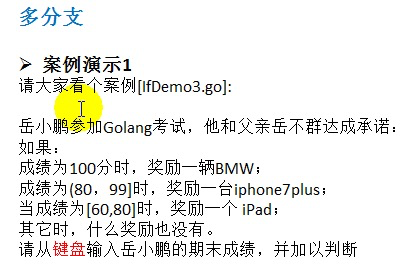 多分支
➢ 案例演示1
请大家看个案例[IfDemo3.go]:
岳小鹏参加Golang考试，他和父亲岳不群达成承诺：
如果：
成绩为100分时，奖励一辆BMW；
成绩为(80，99]时，奖励一台iphone7plus；
当成绩为[60,80]时，奖励一个 iPad；
其它时，什么奖励也没有。
请从键盘输入岳小鹏的期末成绩，并加以判断